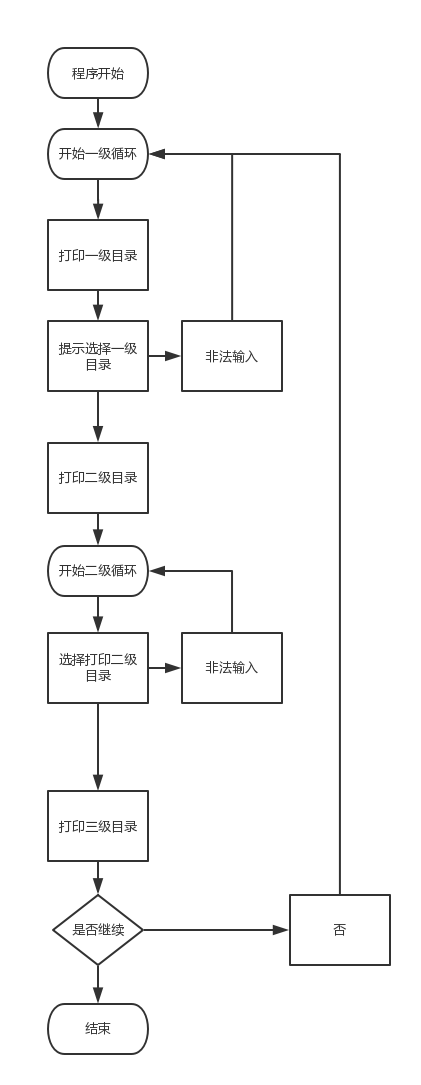 程序开始
开始一级循环
打印一级目录
提示选择一级
目录
非法输入
打印二级目录
开始二级循环
选择打印二级
目录
非法输入
打印三级目录
是否继续
否
结束